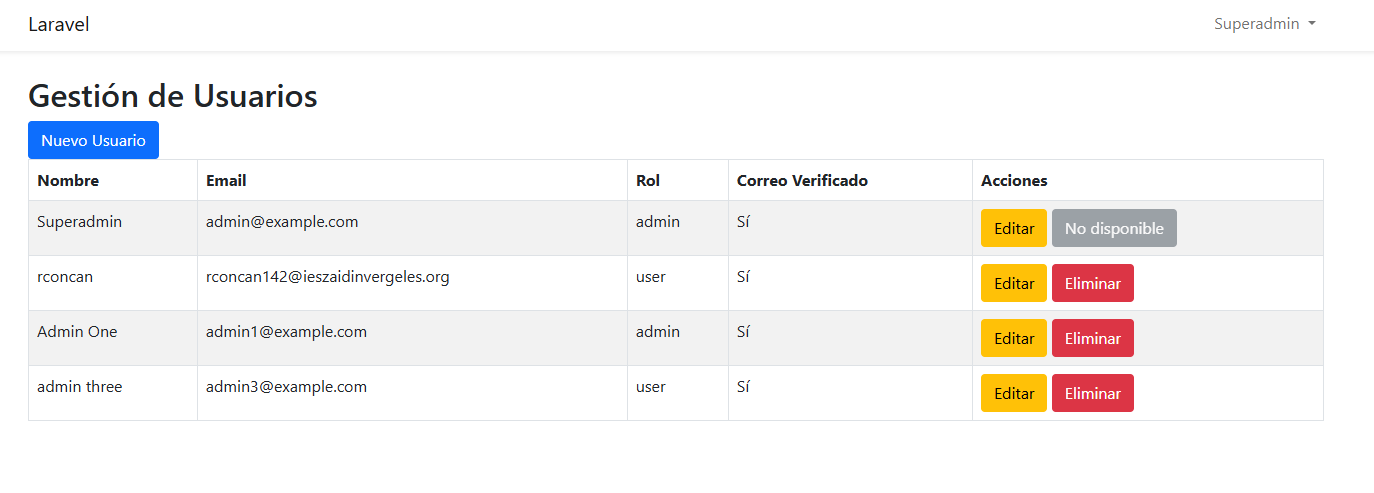 Laravel Superadmin
Gestión de Usuarios
Nuevo Usuario
Nombre Email Rol Correo Verificado Acciones
Superadmin admin@example.com admin Sí Editar No disponible
rconcan rconcan142@ieszaidinvergeles.org user Sí Editar Eliminar
Admin One admin1@example.com admin Sí Editar Eliminar
admin three admin3@example.com user Sí Editar Eliminar